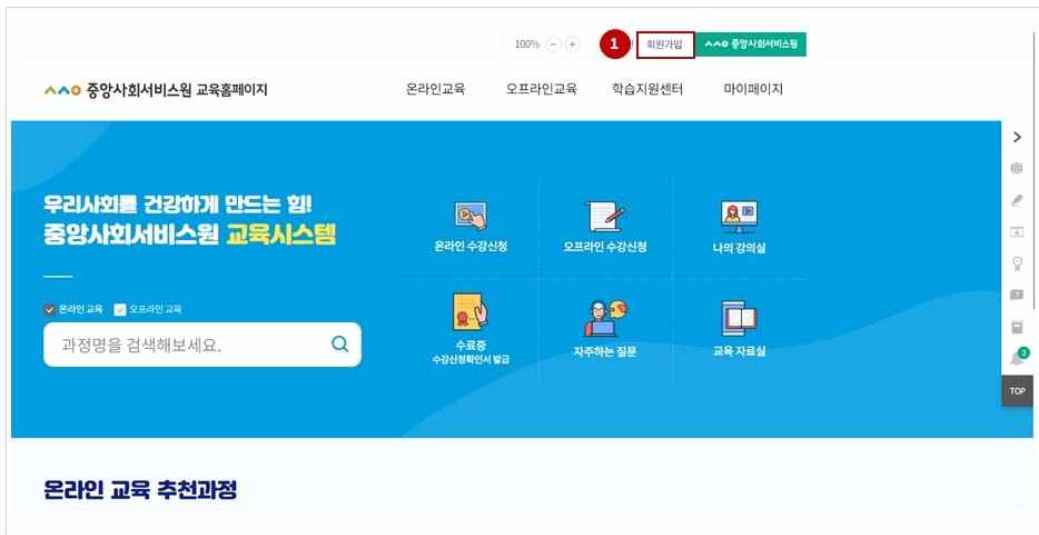 100%
1
회원가입
중앙사회서비스원
중앙사회서비스원 교육홈페이지
온라인교육 오프라인교육 학습지원센터 마이페이지
우리사회를 건강하게 만드는 힘!
중앙사회서비스원 교육시스템
온라인 교육 오프라인 교육
과정명을 검색해보세요.
온라인 수강신청 오프라인 수강신청 나의 강의실
수료증 자주하는 질문 교육 자료실
수강신청확인서 발급
3
TOP
온라인 교육 추천과정